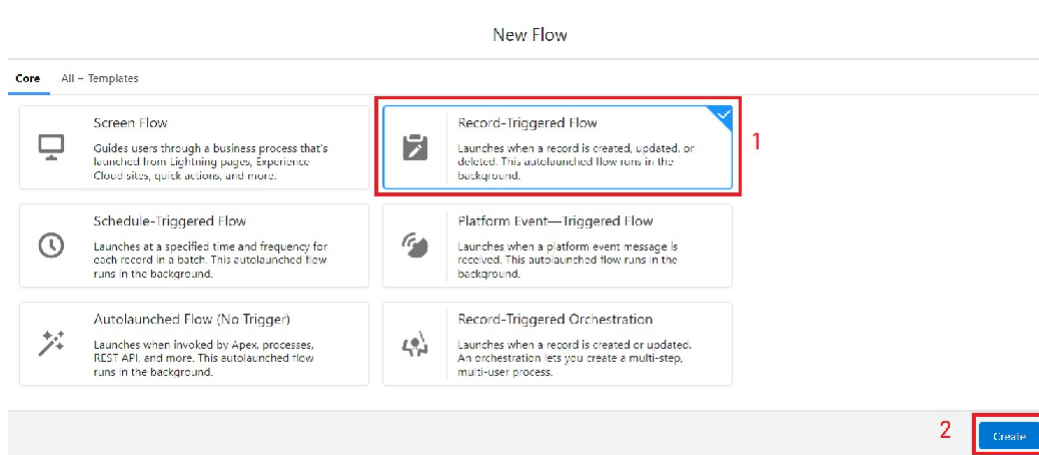 New Flow
Core All + Templates
Screen Flow
Guides users through a business process that's
launched from Lightning pages, Experience
Cloud sites, quick actions, and more.
Record-Triggered Flow
Launches when a record is created, updated, or
deleted. This autolaunched flow runs in the
background.
1
Schedule-Triggered Flow
Launches at a specified time and frequency for
each record in a batch. This autolaunched flow
runs in the background.
Platform Event—Triggered Flow
Launches when a platform event message is
received. This autolaunched flow runs in the
background.
Autolaunched Flow (No Trigger)
Launches when invoked by Apex, processes,
REST API, and more. This autolaunched flow
runs in the background.
Record-Triggered Orchestration
Launches when a record is created or updated.
An orchestration lets you create a multi-step,
multi-user process.
2
Create